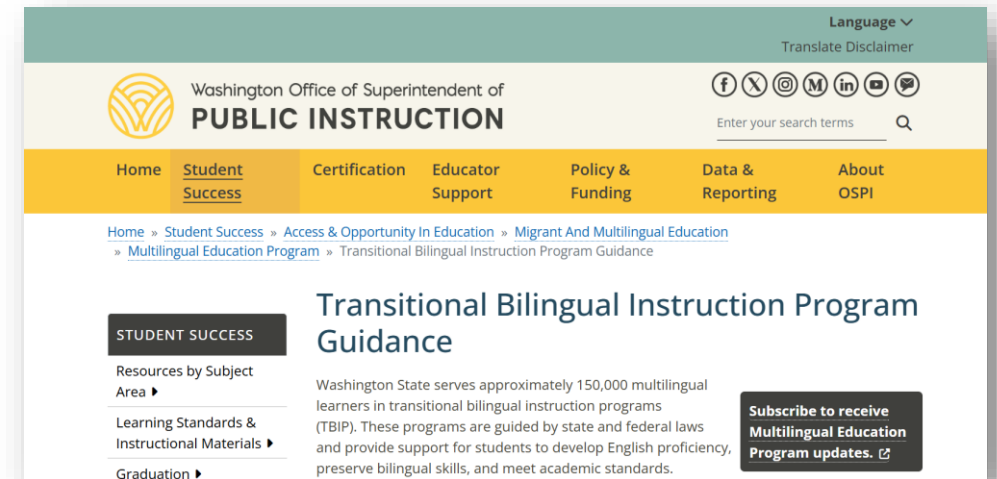 Language
Translate Disclaimer
Washington Office of Superintendent of
PUBLIC INSTRUCTION
Enter your search terms
Home
Student
Success
Certification
Educator
Support
Policy &
Funding
Data &
Reporting
About
OSPI
Home » Student Success » Access & Opportunity In Education » Migrant And Multilingual Education
» Multilingual Education Program » Transitional Bilingual Instruction Program Guidance
STUDENT SUCCESS
Resources by Subject
Area
Learning Standards &
Instructional Materials
Graduation
Transitional Bilingual Instruction Program
Guidance
Washington State serves approximately 150,000 multilingual
learners in transitional bilingual instruction programs
(TBIP). These programs are guided by state and federal laws
and provide support for students to develop English proficiency,
preserve bilingual skills, and meet academic standards.
Subscribe to receive
Multilingual Education
Program updates.